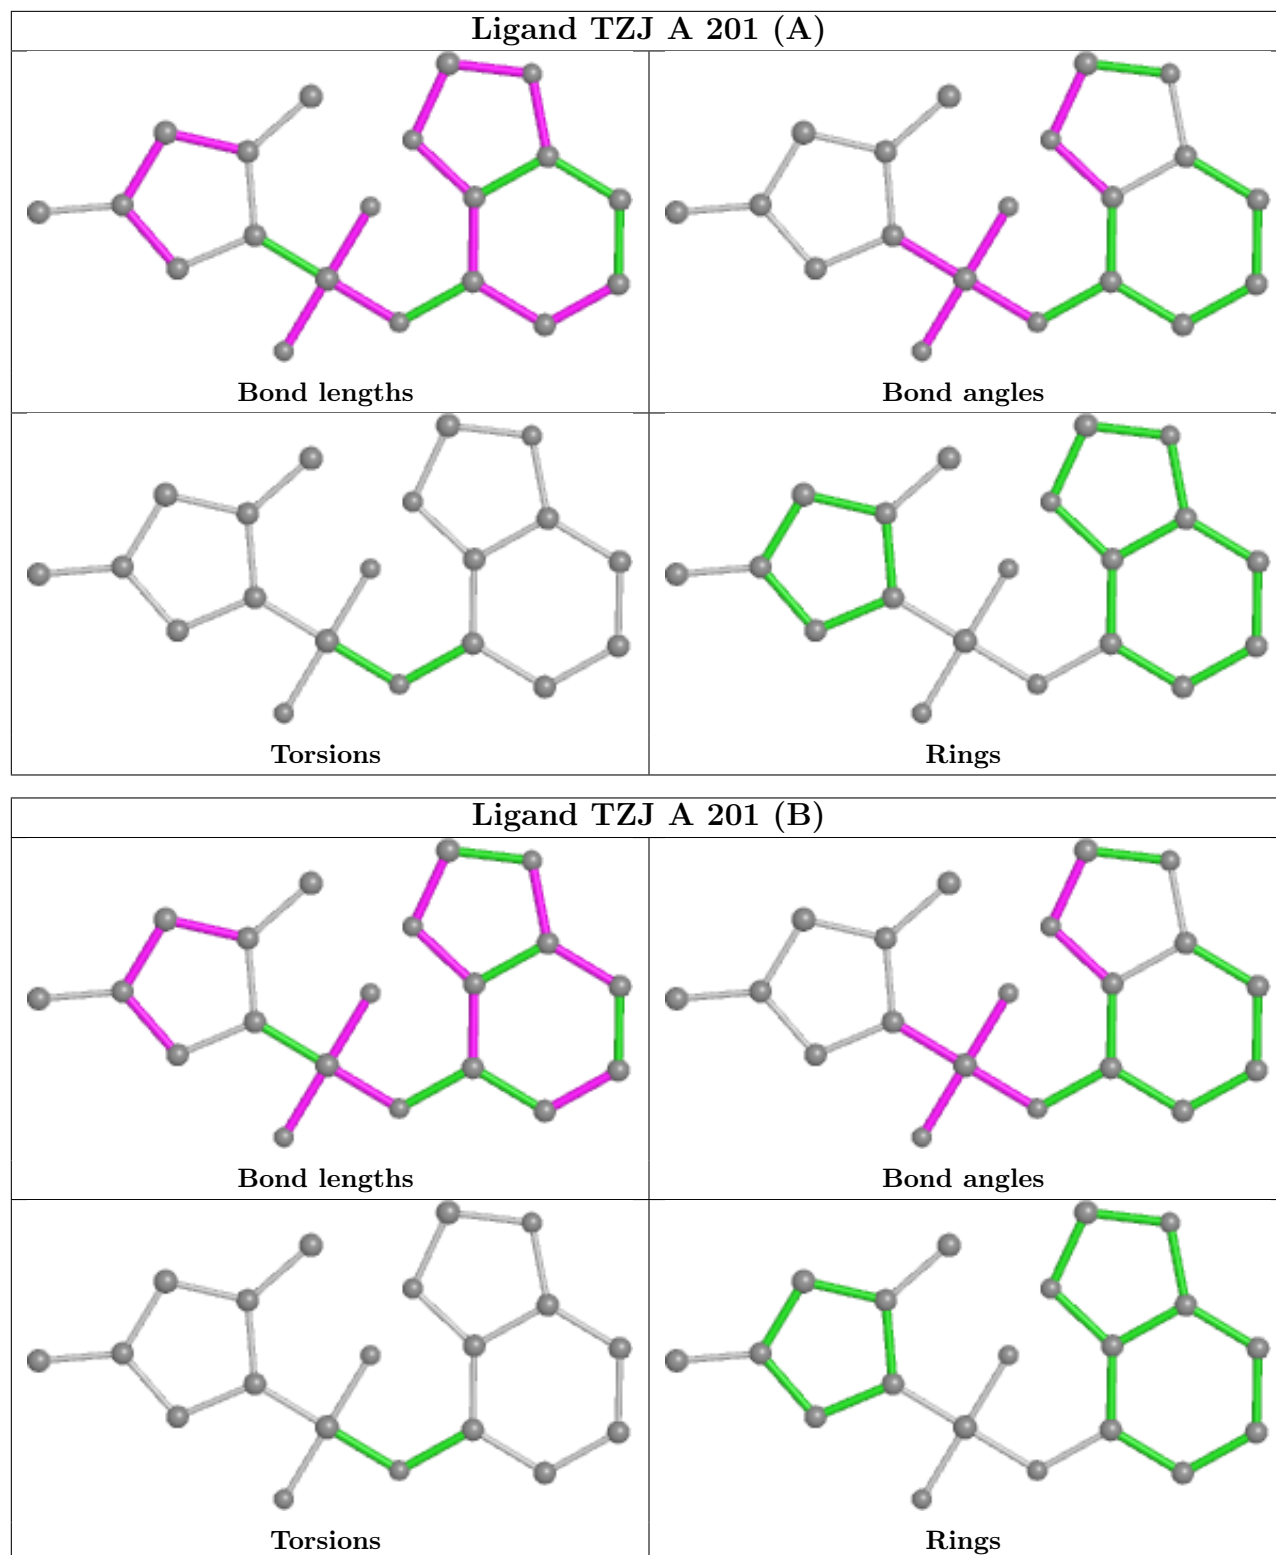 Ligand TZJ A 201 (A)
Bond lengths
Bond angles
Torsions
Rings
Ligand TZJ A 201 (B)
Bond lengths
Bond angles
Torsions
Rings